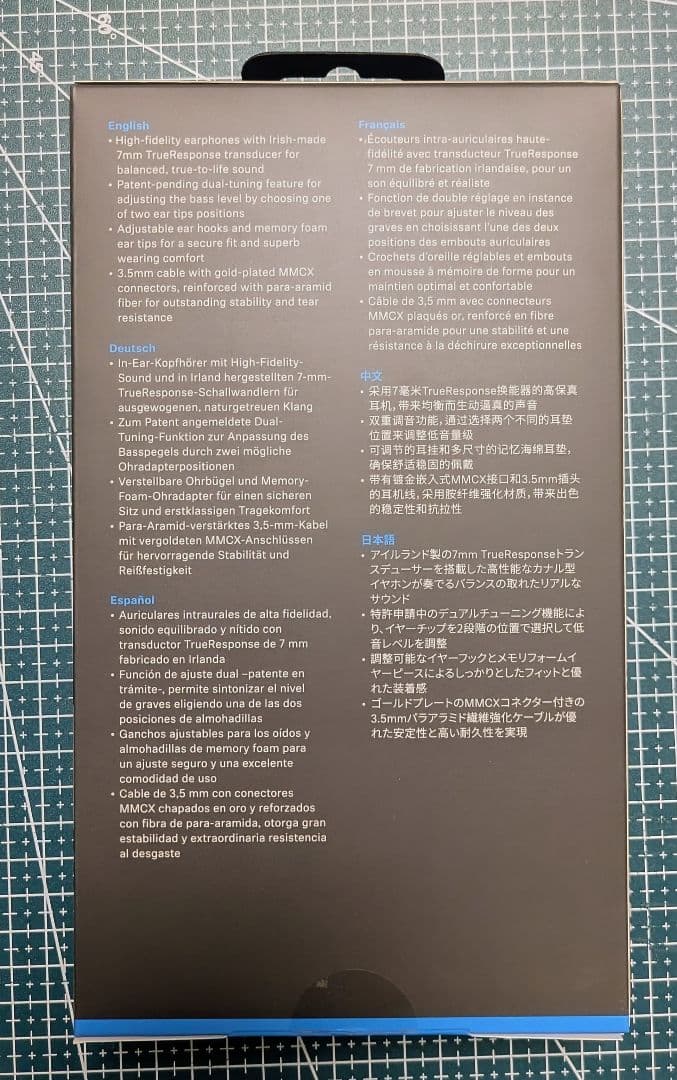 English
• High-fidelity earphones with Irish-made
7mm TrueResponse transducer for
balanced, true-to-life sound
• Patent-pending dual-tuning feature for
adjusting the bass level by choosing one
of two ear tips positions
• Adjustable ear hooks and memory foam
ear tips for a secure fit and superb
wearing comfort
• 3.5mm cable with gold-plated MMCX
connectors, reinforced with para-aramid
fiber for outstanding stability and tear
resistance
Deutsch
• In-Ear-Kopfhörer mit High-Fidelity-
Sound und in Irland hergestellten 7-mm-
TrueResponse-Schallwandlern für
ausgewogenen, naturgetreuen Klang
• Zum Patent angemeldete Dual-
Tuning-Funktion zur Anpassung des
Basspegels durch zwei mögliche
Ohradapterpositionen
• Verstellbare Ohrbügel und Memory-
Foam-Ohradapter für einen sicheren
Sitz und erstklassigen Tragekomfort
• Para-Aramid-verstärktes 3,5-mm-Kabel
mit vergoldeten MMCX-Anschlüssen
für hervorragende Stabilität und
Reißfestigkeit
Español
• Auriculares intraurales de alta fidelidad,
sonido equilibrado y nítido con
transductor TrueResponse de 7 mm
fabricado en Irlanda
• Función de ajuste dual –patente en
trámite-, permite sintonizar el nivel
de graves eligiendo una de las dos
posiciones de almohadillas
• Ganchos ajustables para los oídos y
almohadillas de memory foam para
un ajuste seguro y una excelente
comodidad de uso
• Cable de 3,5 mm con conectores
MMCX chapados en oro y reforzados
con fibra de para-aramida, otorga gran
estabilidad y extraordinaria resistencia
al desgaste
Français
• Écouteurs intra-auriculaires haute-
fidélité avec transducteur TrueResponse
7 mm de fabrication irlandaise, pour un
son équilibré et réaliste
• Fonction de double réglage en instance
de brevet pour ajuster le niveau des
graves en choisissant l'une des deux
positions des embouts auriculaires
• Crochets d'oreille réglables et embouts
en mousse à mémoire de forme pour un
maintien optimal et confortable
• Câble de 3,5 mm avec connecteurs
MMCX plaqués or, renforcé en fibre
para-aramide pour une stabilité et une
résistance à la déchirure exceptionnelles
中文
• 采用7毫米TrueResponse换能器的高保真
耳机，带来均衡而生动逼真的声音
• 双重调音功能，通过选择两个不同的耳垫
位置来调整低音量级
• 可调节的耳挂和多尺寸的记忆海绵耳垫，
确保舒适稳固的佩戴
• 带有镀金嵌入式MMCX接口和3.5mm插头
的耳机线，采用胺纤维强化材质，带来出色
的稳定性和抗拉性
日本語
• アイルランド製の7mm TrueResponseトラン
スデューサーを搭載した高性能なカナル型
イヤホンが奏でるバランスの取れたリアルな
サウンド
• 特許申請中のデュアルチューニング機能によ
り、イヤーチップを2段階の位置で選択して低
音レベルを調整
• 調整可能なイヤーフックとメモリフォームイ
ヤーピースによるしっかりとしたフィットと優
れた装着感
• ゴールドプレートのMMCXコネクター付きの
3.5mmパラアラミド繊維強化ケーブルが優
れた安定性と高い耐久性を実現
60°
45°